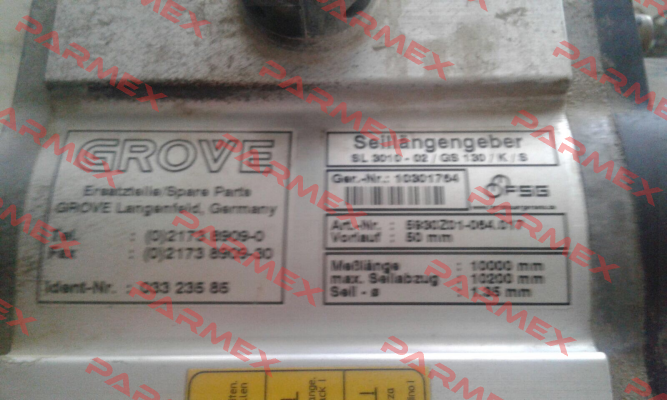 GROVE
Ersatzteile/Spare Parts
GROVE Langenfeld, Germany
Tel. : (0)2173 8909-0
Fax : (0)2173 8909-30
Ident-Nr. : 033 235 85
Seillängengeber
SL 3010 - 02 / GS 130 / K / S
Ger.-Nr.: 10301764
FSG
Art.-Nr. : 5930Z01-064.017
Vorlauf : 50 mm
Meßlänge : 10000 mm
max. Seilabzug : 10200 mm
Seil - ø : 1.35 mm
PARMEX